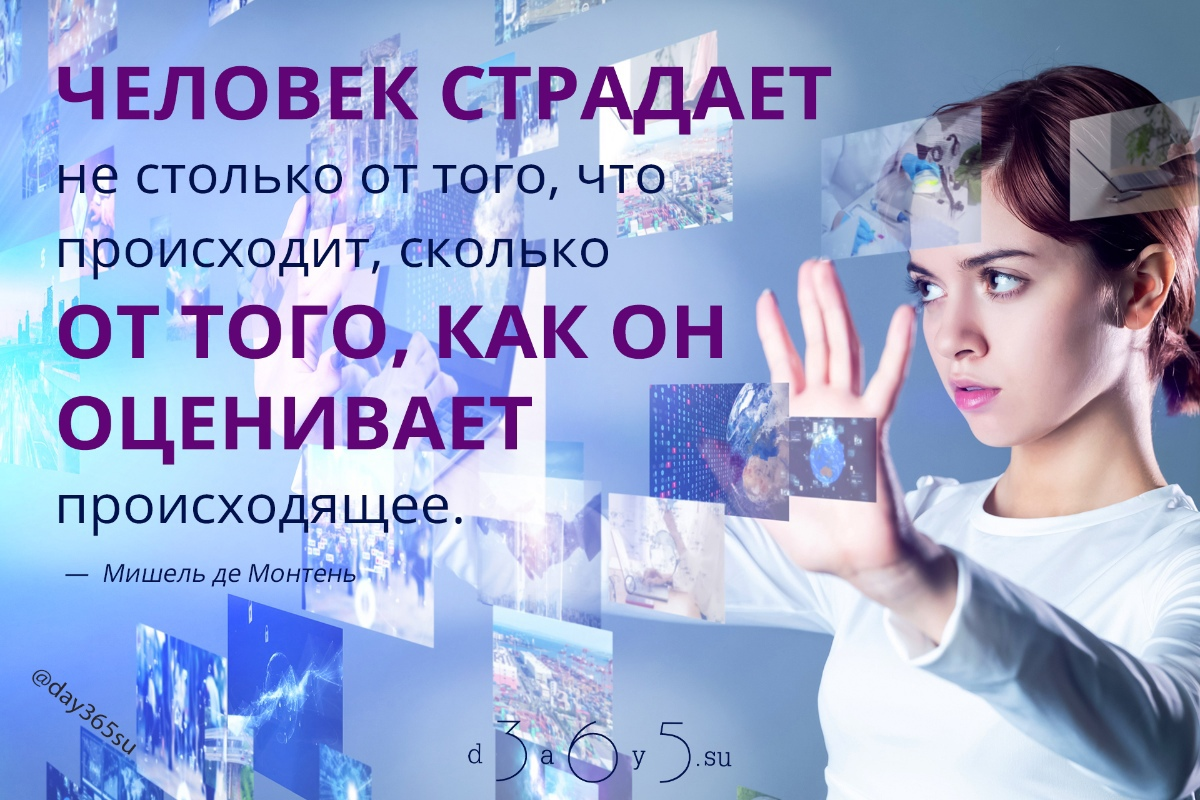 ЧЕЛОВЕК СТРАДАЕТ
не столько от того, что
происходит, сколько
ОТ ТОГО, КАК ОН
ОЦЕНИВАЕТ
происходящее.
— Мишель де Монтень
@day365su
d3a6y5.su